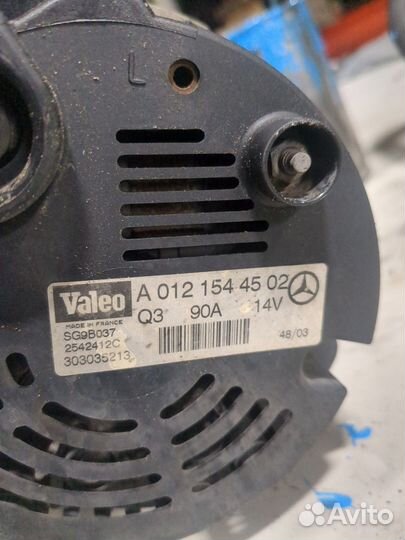 L
Valeo A 012 154 45 02
MADE IN FRANCE Q3 90A 14V
SG9B037
2542412C 48/03
303035213
Avito